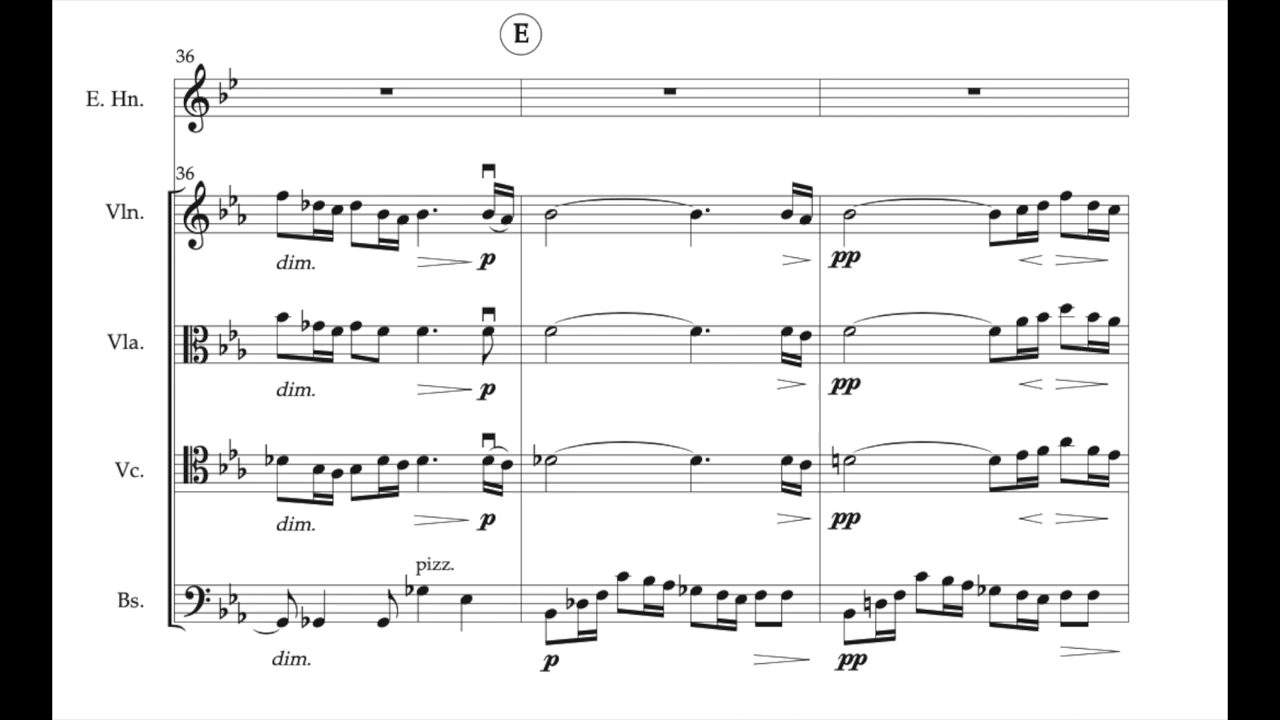 E
36
E. Hn.
36
Vln.
dim. p pp
Vla.
dim. p pp
Vc.
dim. p pp
pizz.
Bs.
dim. p pp